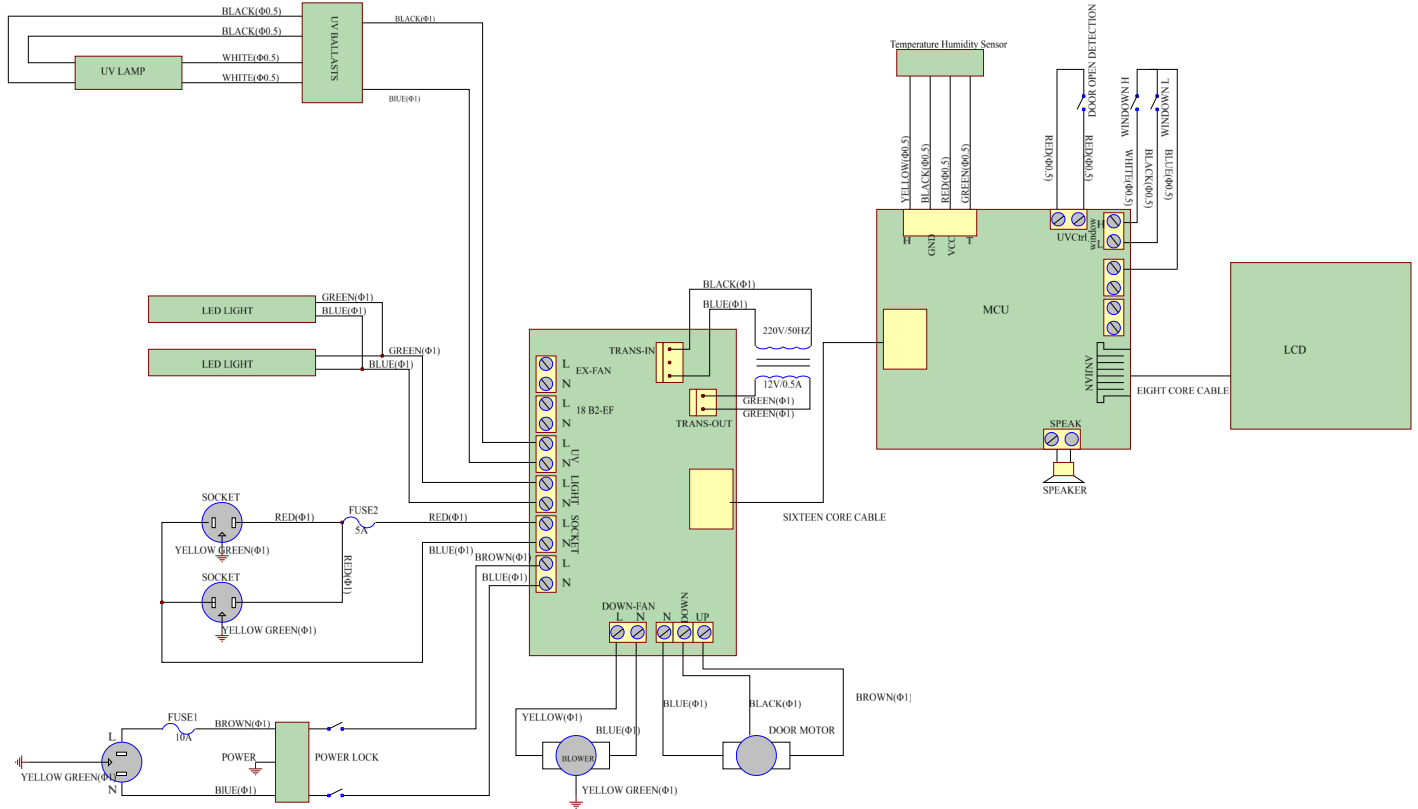 BLACK(Φ0.5)
BLACK(Φ0.5)
WHITE(Φ0.5)
WHITE(Φ0.5)
UV LAMP
UV BALLASTS
BLACK(Φ1)
BIUE(Φ1)
LED LIGHT
GREEN(Φ1)
BLUE(Φ1)
LED LIGHT
GREEN(Φ1)
BLUE(Φ1)
SOCKET
RED(Φ1)
FUSE2
5A
RED(Φ1)
YELLOW GREEN(Φ1)
BLUE(Φ1)
RED(Φ1)
SOCKET
YELLOW GREEN(Φ1)
BROWN(Φ1)
BLUE(Φ1)
L
FUSE1
10A
BROWN(Φ1)
POWER
POWER LOCK
YELLOW GREEN(Φ1)
N
BIUE(Φ1)
L
N
EX-FAN
L
N
18 B2-EF
L
N
UV
L
N
LIGHT
L
N
SOCKET
L
N
TRANS-IN
TRANS-OUT
BLACK(Φ1)
BLUE(Φ1)
220V/50HZ
12V/0.5A
GREEN(Φ1)
GREEN(Φ1)
SIXTEEN CORE CABLE
DOWN-FAN
L
N
N
DOWN
UP
YELLOW(Φ1)
BLUE(Φ1)
BLOWER
YELLOW GREEN(Φ1)
BLUE(Φ1)
BLACK(Φ1)
BROWN(Φ1)
DOOR MOTOR
Temperature Humidity Sensor
YELLOW(Φ0.5)
BLACK(Φ0.5)
RED(Φ0.5)
GREEN(Φ0.5)
H
GND
VCC
T
RED(Φ0.5)
RED(Φ0.5)
DOOR OPEN DETECTION
UVCtrl
WINDOWN H
WINDOWN L
WHITE(Φ0.5)
BLACK(Φ0.5)
BLUE(Φ0.5)
window
H
L
MCU
ANJIAN
EIGHT CORE CABLE
LCD
SPEAK
SPEAKER